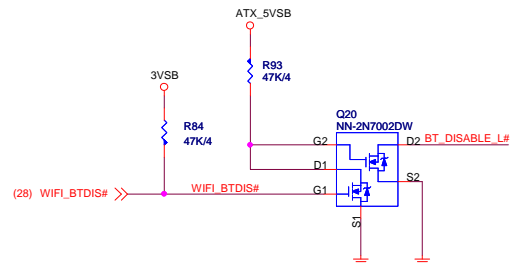 ATX_5VSB
R93
47K/4
3VSB
R84
47K/4
Q20
NN-2N7002DW
G2
D2
BT_DISABLE_L#
D1
S2
(28) WIFI_BTDIS#
WIFI_BTDIS#
G1
S1